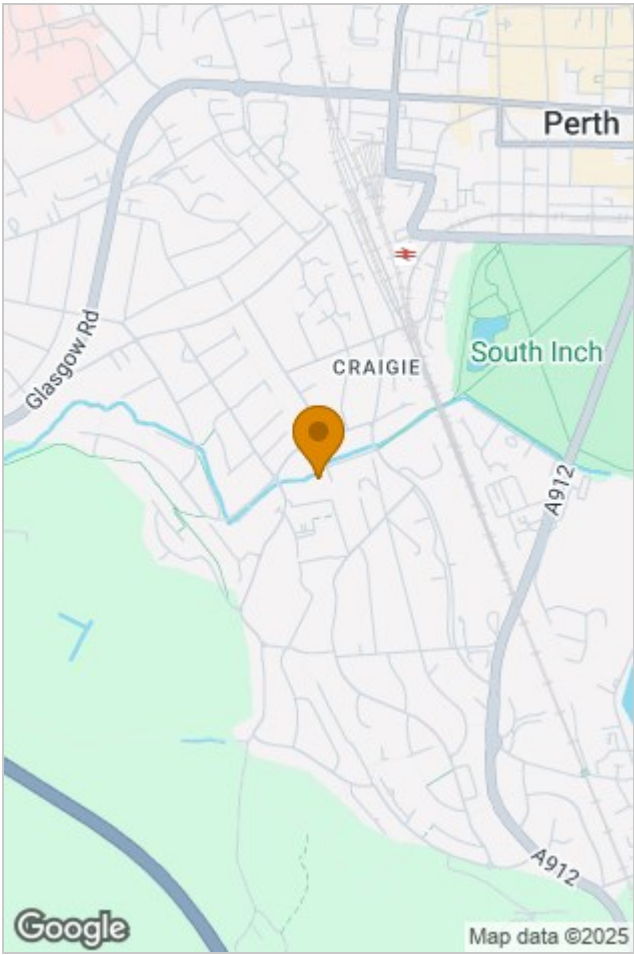 Perth
Glasgow Rd
CRAIGIE
South Inch
A912
A912
Google
Map data ©2025